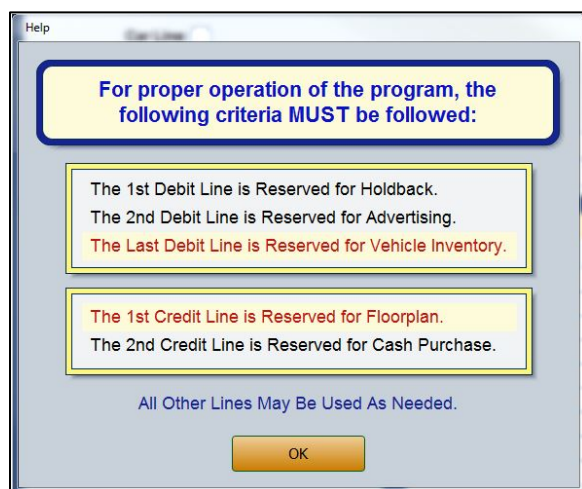 Help
Car Line
For proper operation of the program, the
following criteria MUST be followed:
The 1st Debit Line is Reserved for Holdback.
The 2nd Debit Line is Reserved for Advertising.
The Last Debit Line is Reserved for Vehicle Inventory.
The 1st Credit Line is Reserved for Floorplan.
The 2nd Credit Line is Reserved for Cash Purchase.
All Other Lines May Be Used As Needed.
OK